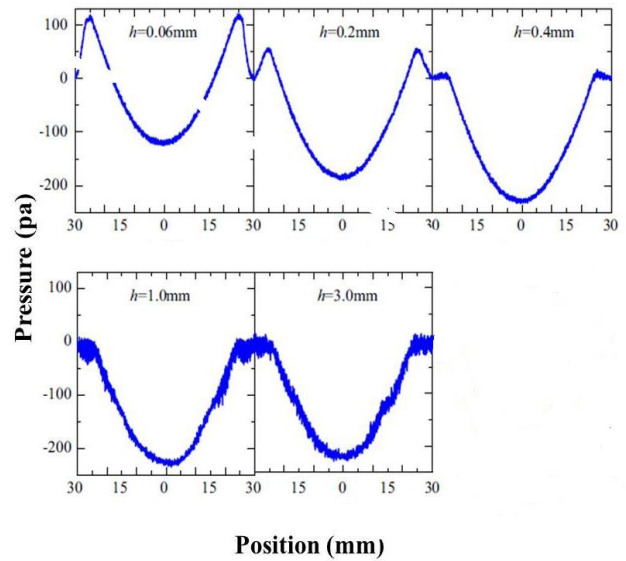 h=0.06mm h=0.2mm h=0.4mm
100
0
-100
-200
30 15 0 15 30 15 0 15 30 15 0 15 30
Pressure (pa)
h=1.0mm h=3.0mm
100
0
-100
-200
30 15 0 15 30 15 0 15 30
Position (mm)